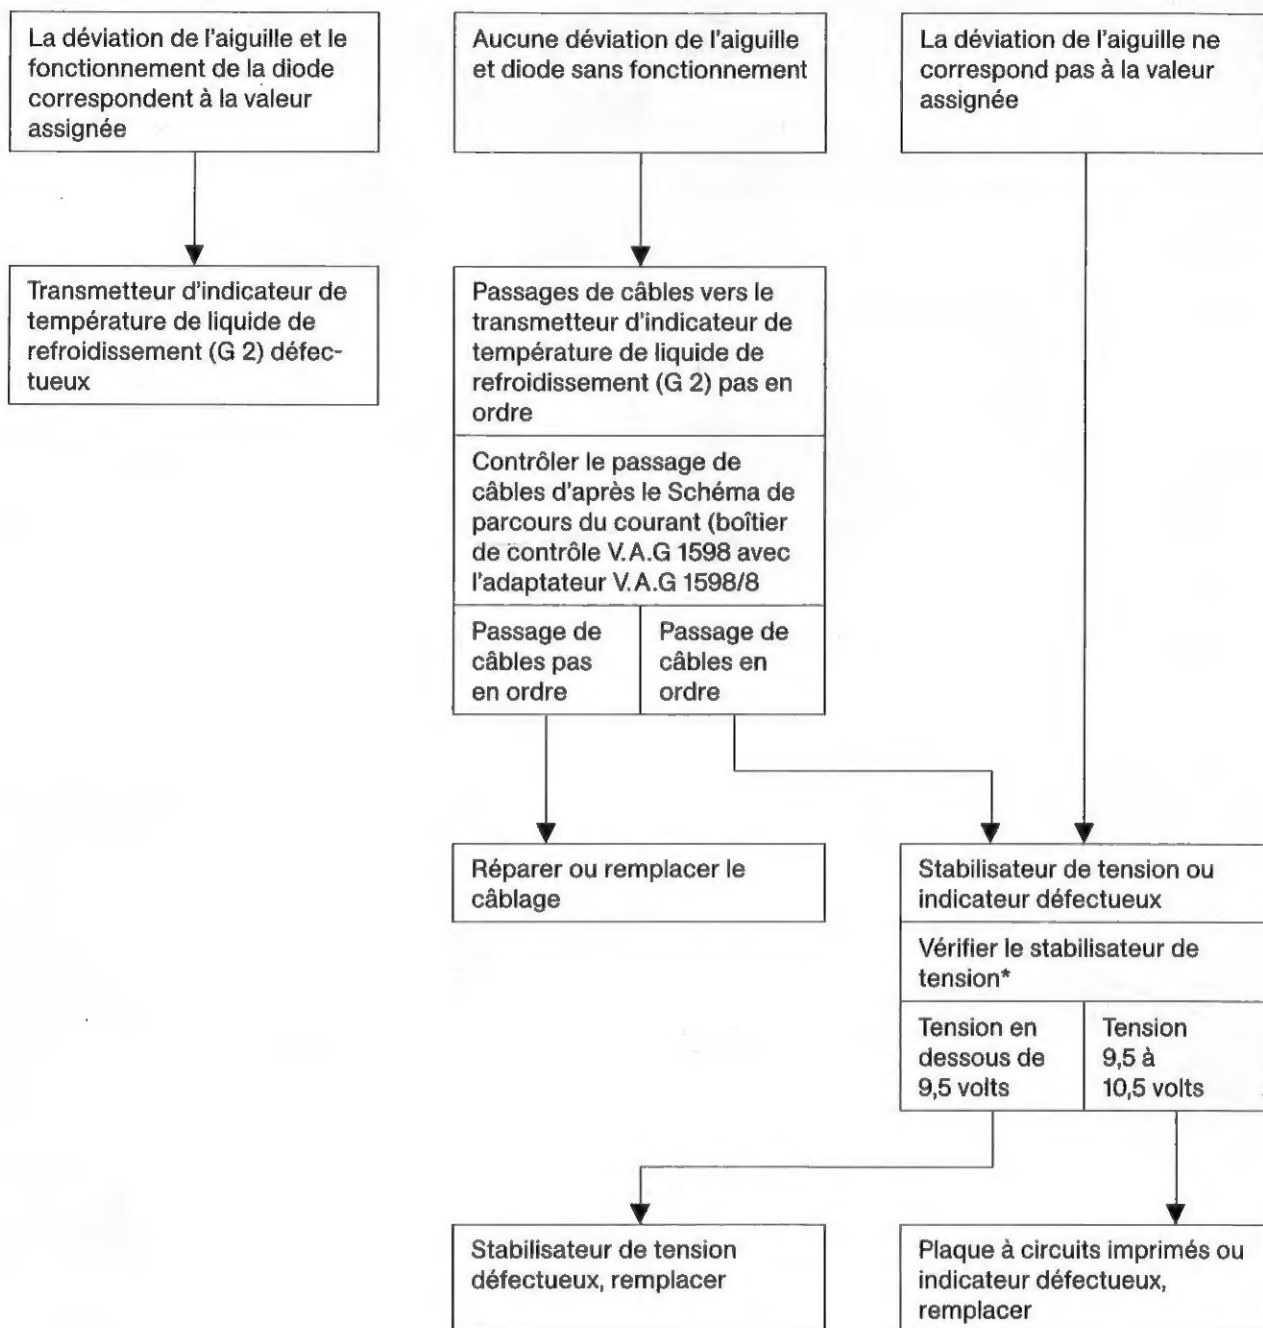 La déviation de l'aiguille et le
fonctionnement de la diode
correspondent à la valeur
assignée
Aucune déviation de l'aiguille
et diode sans fonctionnement
La déviation de l'aiguille ne
correspond pas à la valeur
assignée
Transmetteur d'indicateur de
température de liquide de
refroidissement (G 2) défec-
tueux
Passages de câbles vers le
transmetteur d'indicateur de
température de liquide de
refroidissement (G 2) pas en
ordre
Contrôler le passage de
câbles d'après le Schéma de
parcours du courant (boîtier
de contrôle V.A.G 1598 avec
l'adaptateur V.A.G 1598/8
Passage de
câbles pas
en ordre
Passage de
câbles en
ordre
Réparer ou remplacer le
câblage
Stabilisateur de tension ou
indicateur défectueux
Vérifier le stabilisateur de
tension*
Tension en
dessous de
9,5 volts
Tension
9,5 à
10,5 volts
Stabilisateur de tension
défectueux, remplacer
Plaque à circuits imprimés ou
indicateur défectueux,
remplacer